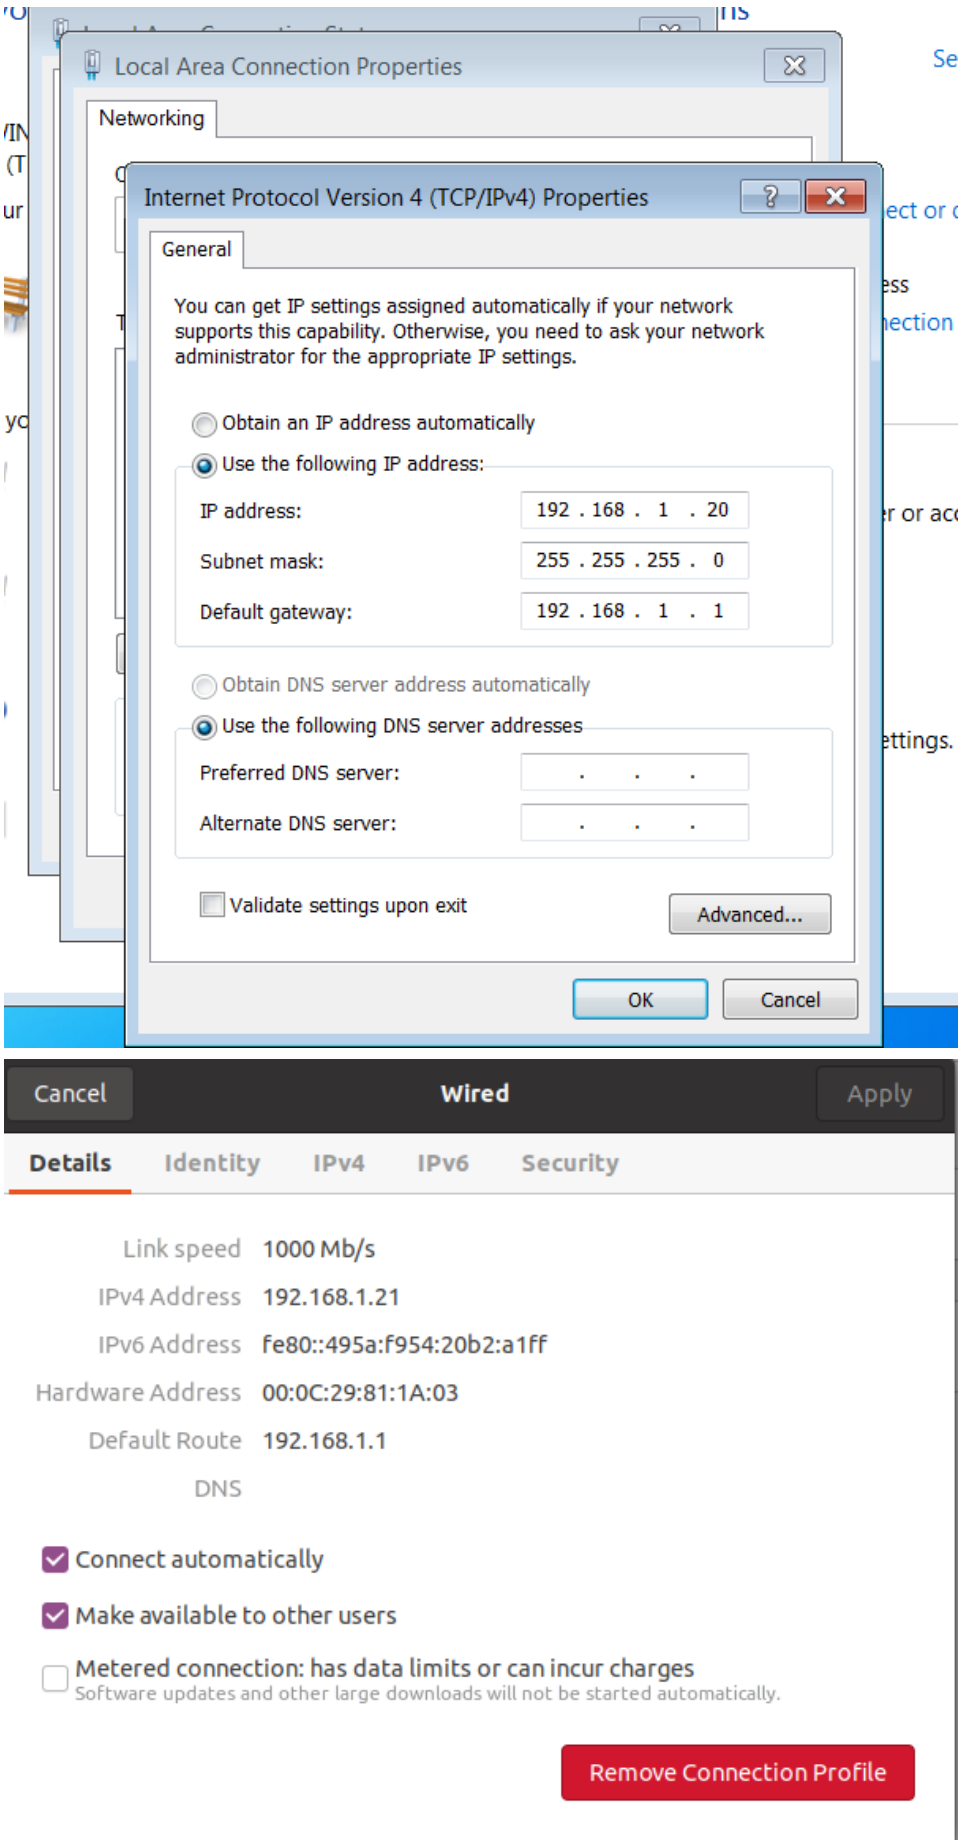 Se
Local Area Connection Properties
Networking
Internet Protocol Version 4 (TCP/IPv4) Properties
ect or
General
You can get IP settings assigned automatically if your network
supports this capability. Otherwise, you need to ask your network
administrator for the appropriate IP settings.
ess
nection
Obtain an IP address automatically
Use the following IP address:
IP address: 192 . 168 . 1 . 20
r or acc
Subnet mask: 255 . 255 . 255 . 0
Default gateway: 192 . 168 . 1 . 1
Obtain DNS server address automatically
Use the following DNS server addresses
ettings.
Preferred DNS server: . . .
Alternate DNS server: . . .
Validate settings upon exit
Advanced...
OK Cancel
Cancel Wired Apply
Details Identity IPv4 IPv6 Security
Link speed 1000 Mb/s
IPv4 Address 192.168.1.21
IPv6 Address fe80::495a:f954:20b2:a1ff
Hardware Address 00:0C:29:81:1A:03
Default Route 192.168.1.1
DNS
Connect automatically
Make available to other users
Metered connection: has data limits or can incur charges
Software updates and other large downloads will not be started automatically.
Remove Connection Profile